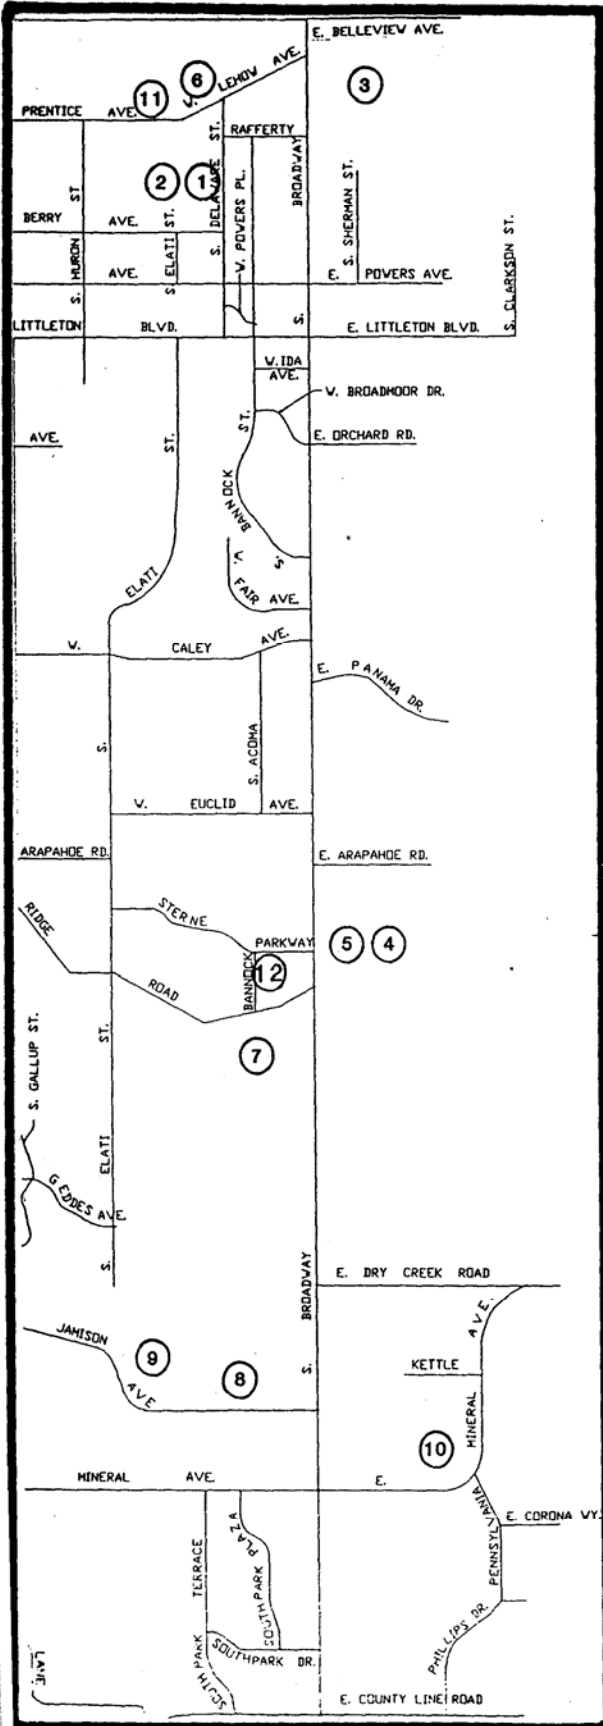 E. BELLEVIEW AVE.
W. LEHOW AVE.
6
3
11
PRENTICE AVE.
RAFFERTY
S. DELAWARE ST.
BROADWAY
S. SHERMAN ST.
2
1
S. HURON ST
BERRY AVE.
S. ELATI ST.
W. POWERS PL.
S. CLARKSON ST.
AVE.
E. POWERS AVE.
S.
LITTLETON BLVD.
E. LITTLETON BLVD.
W. IDA
AVE.
W. BROADMOOR DR.
AVE.
ST.
E. ORCHARD RD.
S. BANNOCK ST.
W. FAIR AVE.
ELATI
W. CALEY AVE.
E. PANAMA DR.
S.
S. ACOMA
W. EUCLID AVE.
ARAPAHOE RD.
E. ARAPAHOE RD.
RIDGE ROAD
STERNE PARKWAY
5
4
BANNOCK
12
7
S. GALLUP ST.
S. ELATI ST.
GEDDES AVE.
S. BROADWAY
E. DRY CREEK ROAD
JAMISON AVE
9
8
KETTLE
MINERAL AVE.
10
MINERAL AVE.
E.
PENNSYLVANIA
E. CORONA WY.
SOUTHPARK TERRACE
SOUTHPARK PLAZA
SOUTHPARK DR.
PHILLIPS DR.
LANE
E. COUNTY LINE ROAD